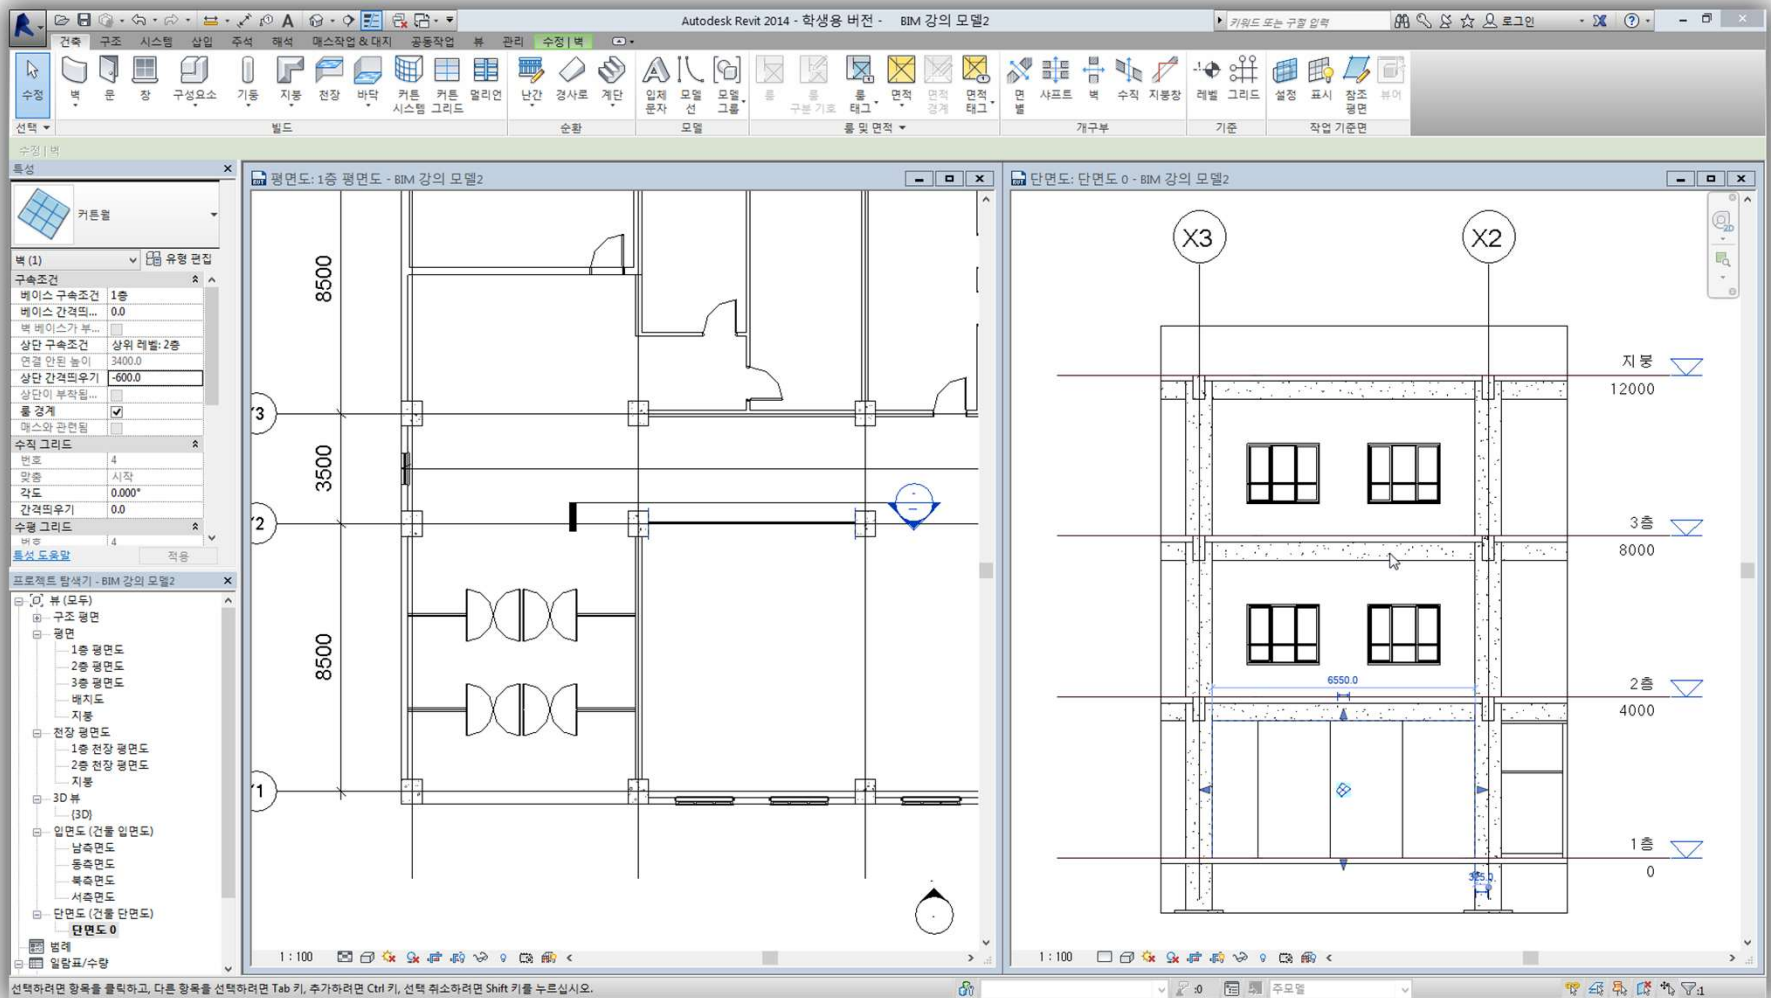 Autodesk Revit 2014 - 학생용 버전 - BIM 강의 모델2
키워드 또는 구절 입력
로그인
건축 구조 시스템 삽입 주석 해석 매스작업 & 대지 공동작업 뷰 관리 수정 | 벽
수정 벽 문 창 구성요소 기둥 지붕 천장 바닥 커튼 시스템 커튼 그리드 멀리언 난간 경사로 계단 입체 문자 모델 선 모델 그룹 룸 룸 구분 기호 룸 태그 면적 면적 경계 면적 태그 면 별 샤프트 벽 수직 지붕창 레벨 그리드 설정 표시 참조 평면 뷰어
선택 빌드 순환 모델 룸 및 면적 개구부 기준 작업 기준면
수정 | 벽
특성
커튼월
벽 (1) 유형 편집
구속조건
베이스 구속조건 1층
베이스 간격띄... 0.0
벽 베이스가 부...
상단 구속조건 상위 레벨: 2층
연결 안된 높이 3400.0
상단 간격띄우기 -600.0
상단이 부착됨...
룸 경계
매스와 관련됨
수직 그리드
번호 4
맞춤 시작
각도 0.000°
간격띄우기 0.0
수평 그리드
번호 4
특성 도움말 적용
프로젝트 탐색기 - BIM 강의 모델2
뷰 (모두)
구조 평면
평면
1층 평면도
2층 평면도
3층 평면도
배치도
지붕
천장 평면도
1층 천장 평면도
2층 천장 평면도
지붕
3D 뷰
{3D}
입면도 (건물 입면도)
남측면도
동측면도
북측면도
서측면도
단면도 (건물 단면도)
단면도 0
범례
일람표/수량
평면도: 1층 평면도 - BIM 강의 모델2
8500
Y3
3500
Y2
8500
Y1
1 : 100
단면도: 단면도 0 - BIM 강의 모델2
2D
X3 X2
지붕
12000
3층
8000
6550.0
2층
4000
1층
0
325.0
1 : 100
선택하려면 항목을 클릭하고, 다른 항목을 선택하려면 Tab 키, 추가하려면 Ctrl 키, 선택 취소하려면 Shift 키를 누르십시오.
:0
주모델
:1